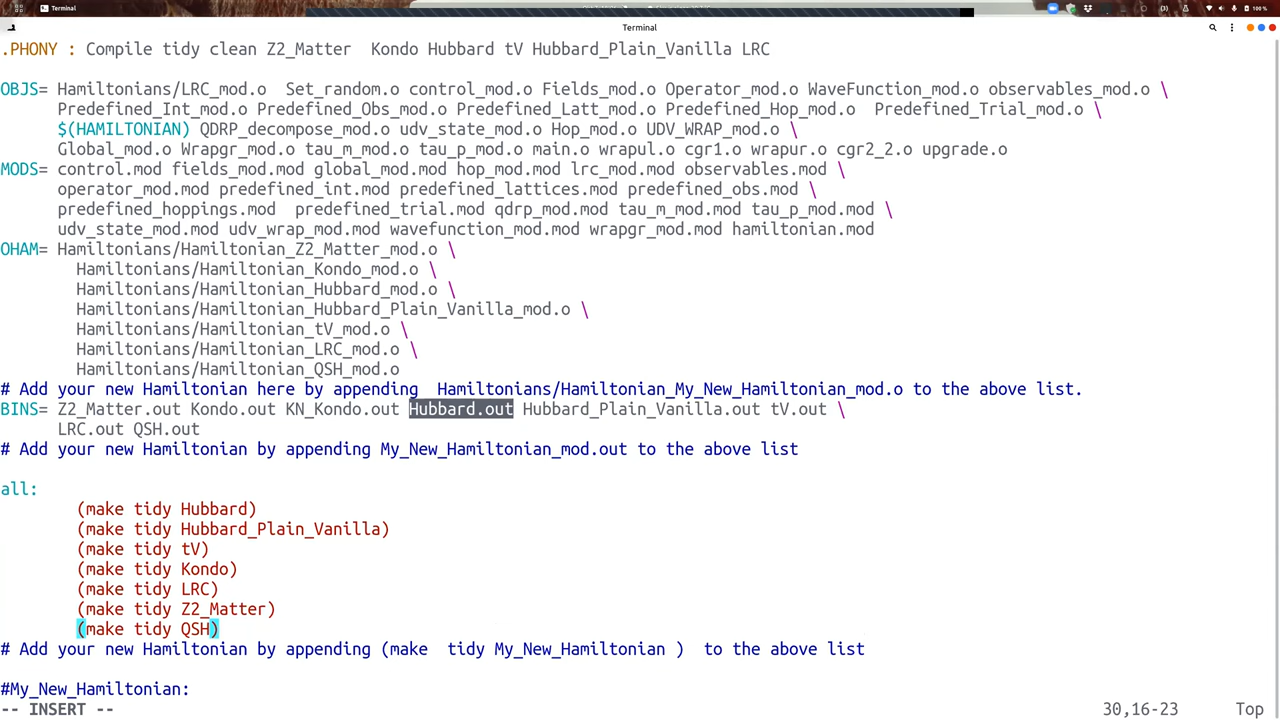 Terminal
Terminal
.PHONY : Compile tidy clean Z2_Matter  Kondo Hubbard tV Hubbard_Plain_Vanilla LRC
OBJS= Hamiltonians/LRC_mod.o  Set_random.o control_mod.o Fields_mod.o Operator_mod.o WaveFunction_mod.o observables_mod.o \
Predefined_Int_mod.o Predefined_Obs_mod.o Predefined_Latt_mod.o Predefined_Hop_mod.o  Predefined_Trial_mod.o \
$(HAMILTONIAN) QDRP_decompose_mod.o udv_state_mod.o Hop_mod.o UDV_WRAP_mod.o \
Global_mod.o Wrapgr_mod.o tau_m_mod.o tau_p_mod.o main.o wrapul.o cgr1.o wrapur.o cgr2_2.o upgrade.o
MODS= control.mod fields_mod.mod global_mod.mod hop_mod.mod lrc_mod.mod observables.mod \
operator_mod.mod predefined_int.mod predefined_lattices.mod predefined_obs.mod \
predefined_hoppings.mod  predefined_trial.mod qdrp_mod.mod tau_m_mod.mod tau_p_mod.mod \
udv_state_mod.mod udv_wrap_mod.mod wavefunction_mod.mod wrapgr_mod.mod hamiltonian.mod
OHAM= Hamiltonians/Hamiltonian_Z2_Matter_mod.o \
Hamiltonians/Hamiltonian_Kondo_mod.o \
Hamiltonians/Hamiltonian_Hubbard_mod.o \
Hamiltonians/Hamiltonian_Hubbard_Plain_Vanilla_mod.o \
Hamiltonians/Hamiltonian_tV_mod.o \
Hamiltonians/Hamiltonian_LRC_mod.o \
Hamiltonians/Hamiltonian_QSH_mod.o
# Add your new Hamiltonian here by appending  Hamiltonians/Hamiltonian_My_New_Hamiltonian_mod.o to the above list.
BINS= Z2_Matter.out Kondo.out KN_Kondo.out Hubbard.out Hubbard_Plain_Vanilla.out tV.out \
LRC.out QSH.out
# Add your new Hamiltonian by appending My_New_Hamiltonian_mod.out to the above list
all:
(make tidy Hubbard)
(make tidy Hubbard_Plain_Vanilla)
(make tidy tV)
(make tidy Kondo)
(make tidy LRC)
(make tidy Z2_Matter)
(make tidy QSH)
# Add your new Hamiltonian by appending (make  tidy My_New_Hamiltonian )  to the above list
#My_New_Hamiltonian:
-- INSERT -- 30,16-23 Top